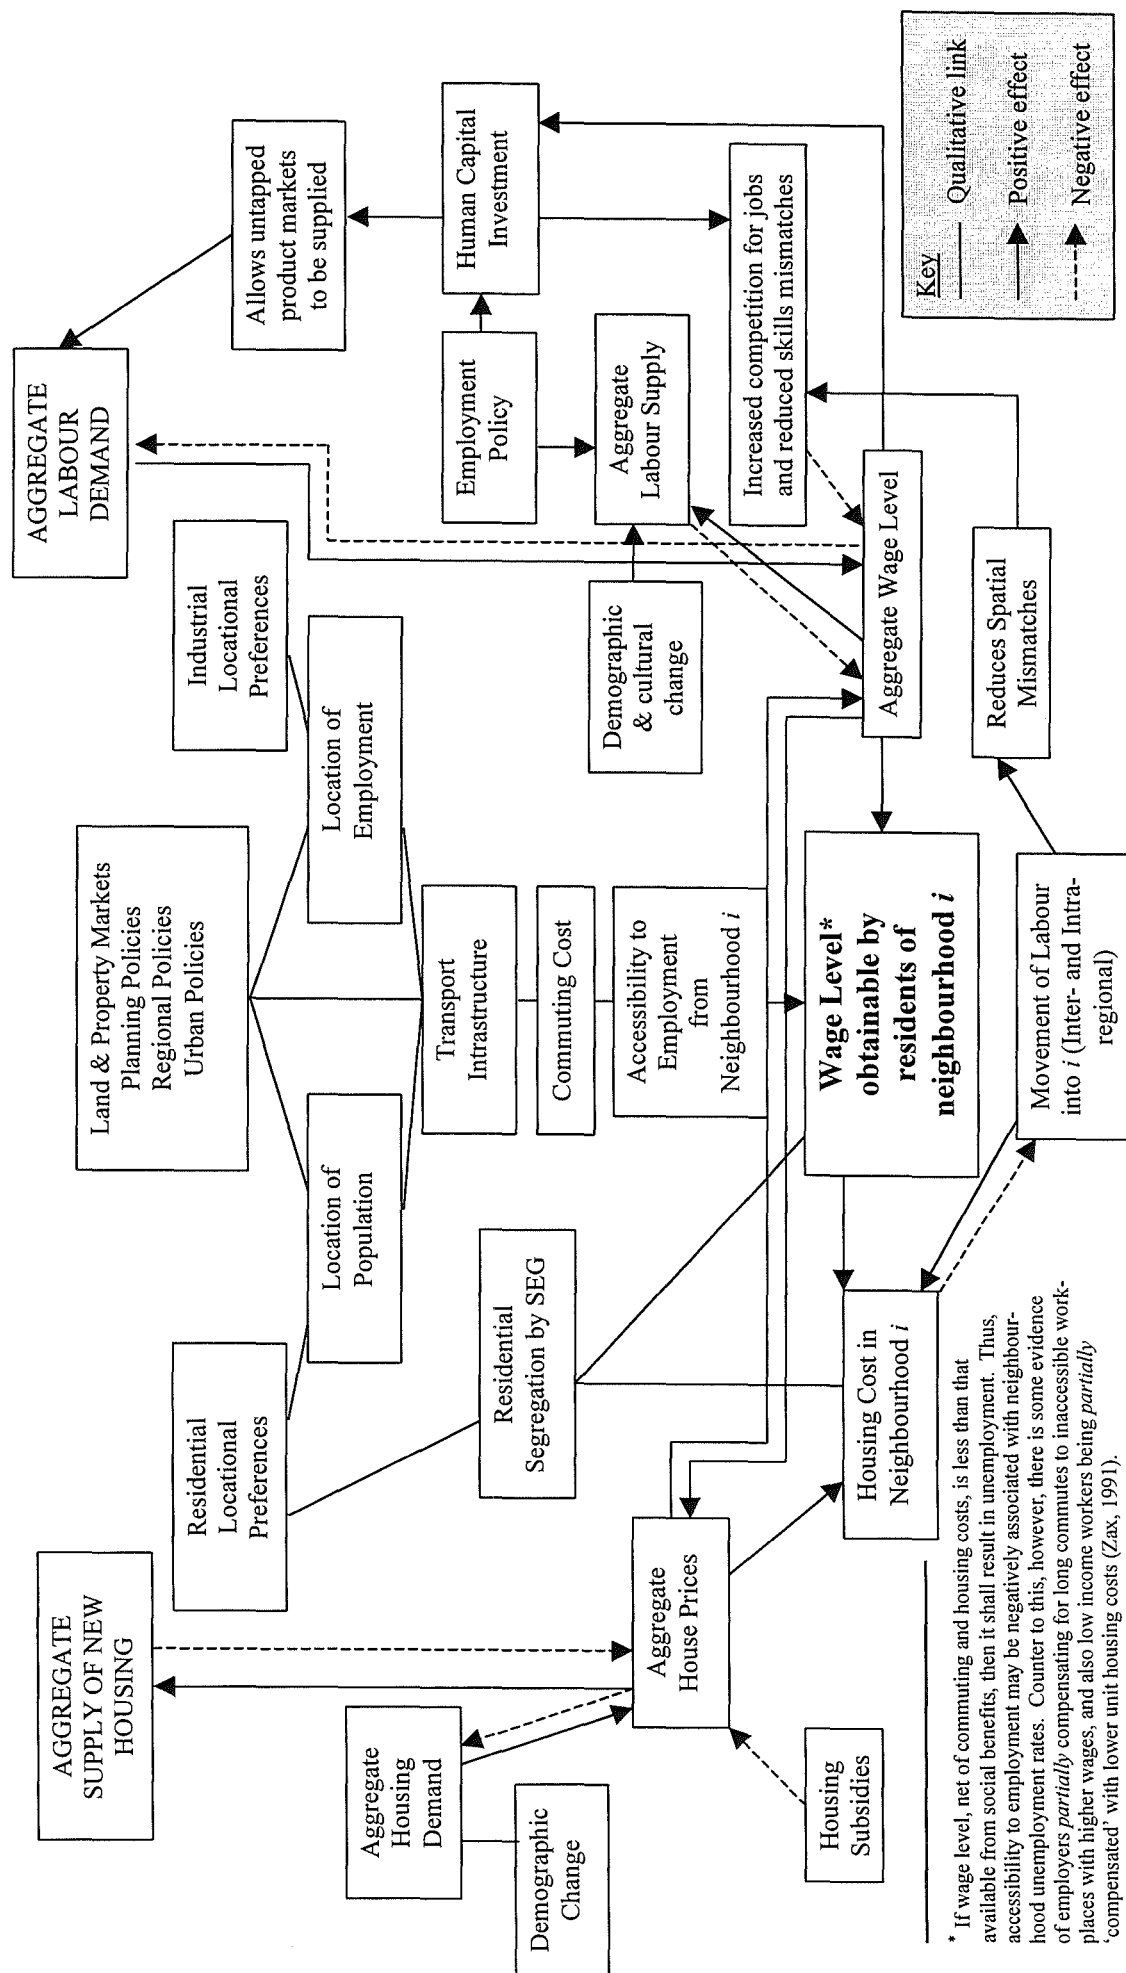 AGGREGATE
SUPPLY OF NEW
HOUSING
Residential
Locational
Preferences
Land & Property Markets
Planning Policies
Regional Policies
Urban Policies
Industrial
Locational
Preferences
AGGREGATE
LABOUR
DEMAND
Allows untapped
product markets
to be supplied
Location of
Population
Location of
Employment
Aggregate
Housing
Demand
Demographic
Change
Residential
Segregation by SEG
Transport
Intrastructure
Commuting Cost
Accessibility to
Employment
from
Neighbourhood i
Employment
Policy
Human Capital
Investment
Demographic
& cultural
change
Aggregate
Labour Supply
Increased competition for jobs
and reduced skills mismatches
Aggregate
House Prices
Housing
Subsidies
Housing Cost in
Neighbourhood i
Wage Level*
obtainable by
residents of
neighbourhood i
Aggregate Wage Level
Movement of Labour
into i (Inter- and Intra-
regional)
Reduces Spatial
Mismatches
Key
Qualitative link
Positive effect
Negative effect
* If wage level, net of commuting and housing costs, is less than that
available from social benefits, then it shall result in unemployment. Thus,
accessibility to employment may be negatively associated with neighbour-
hood unemployment rates. Counter to this, however, there is some evidence
of employers partially compensating for long commutes to inaccessible work-
places with higher wages, and also low income workers being partially
'compensated' with lower unit housing costs (Zax, 1991).